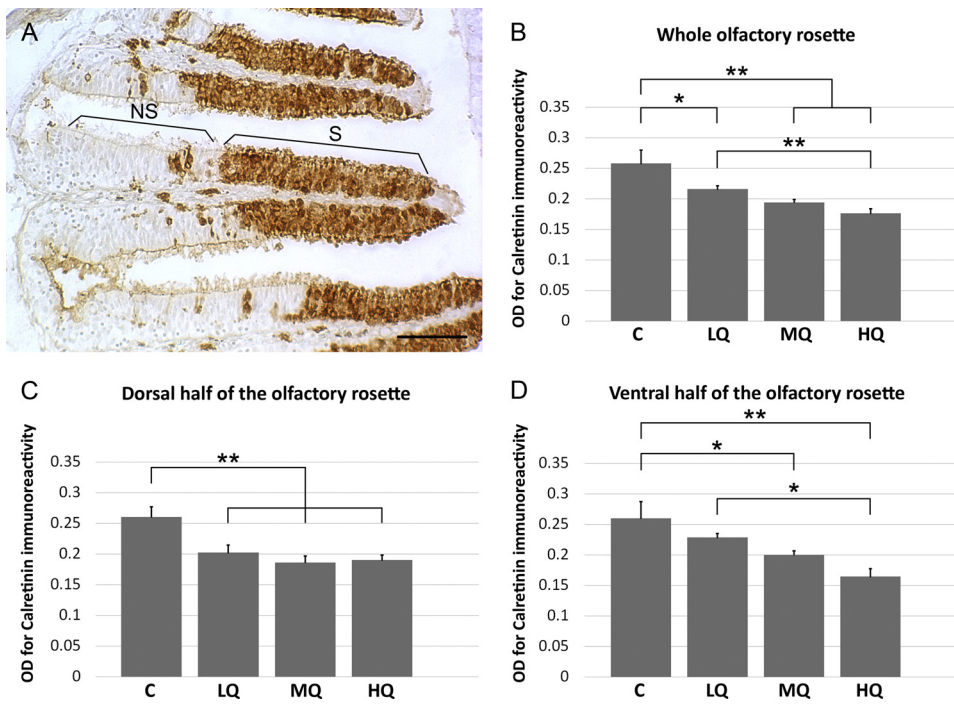 A
NS
S
B
Whole olfactory rosette
**
*
**
OD for Calretinin immunoreactivity
0.35
0.3
0.25
0.2
0.15
0.1
0.05
0
C LQ MQ HQ
C
Dorsal half of the olfactory rosette
**
OD for Calretinin immunoreactivity
0.35
0.3
0.25
0.2
0.15
0.1
0.05
0
C LQ MQ HQ
D
Ventral half of the olfactory rosette
**
*
*
OD for Calretinin immunoreactivity
0.35
0.3
0.25
0.2
0.15
0.1
0.05
0
C LQ MQ HQ